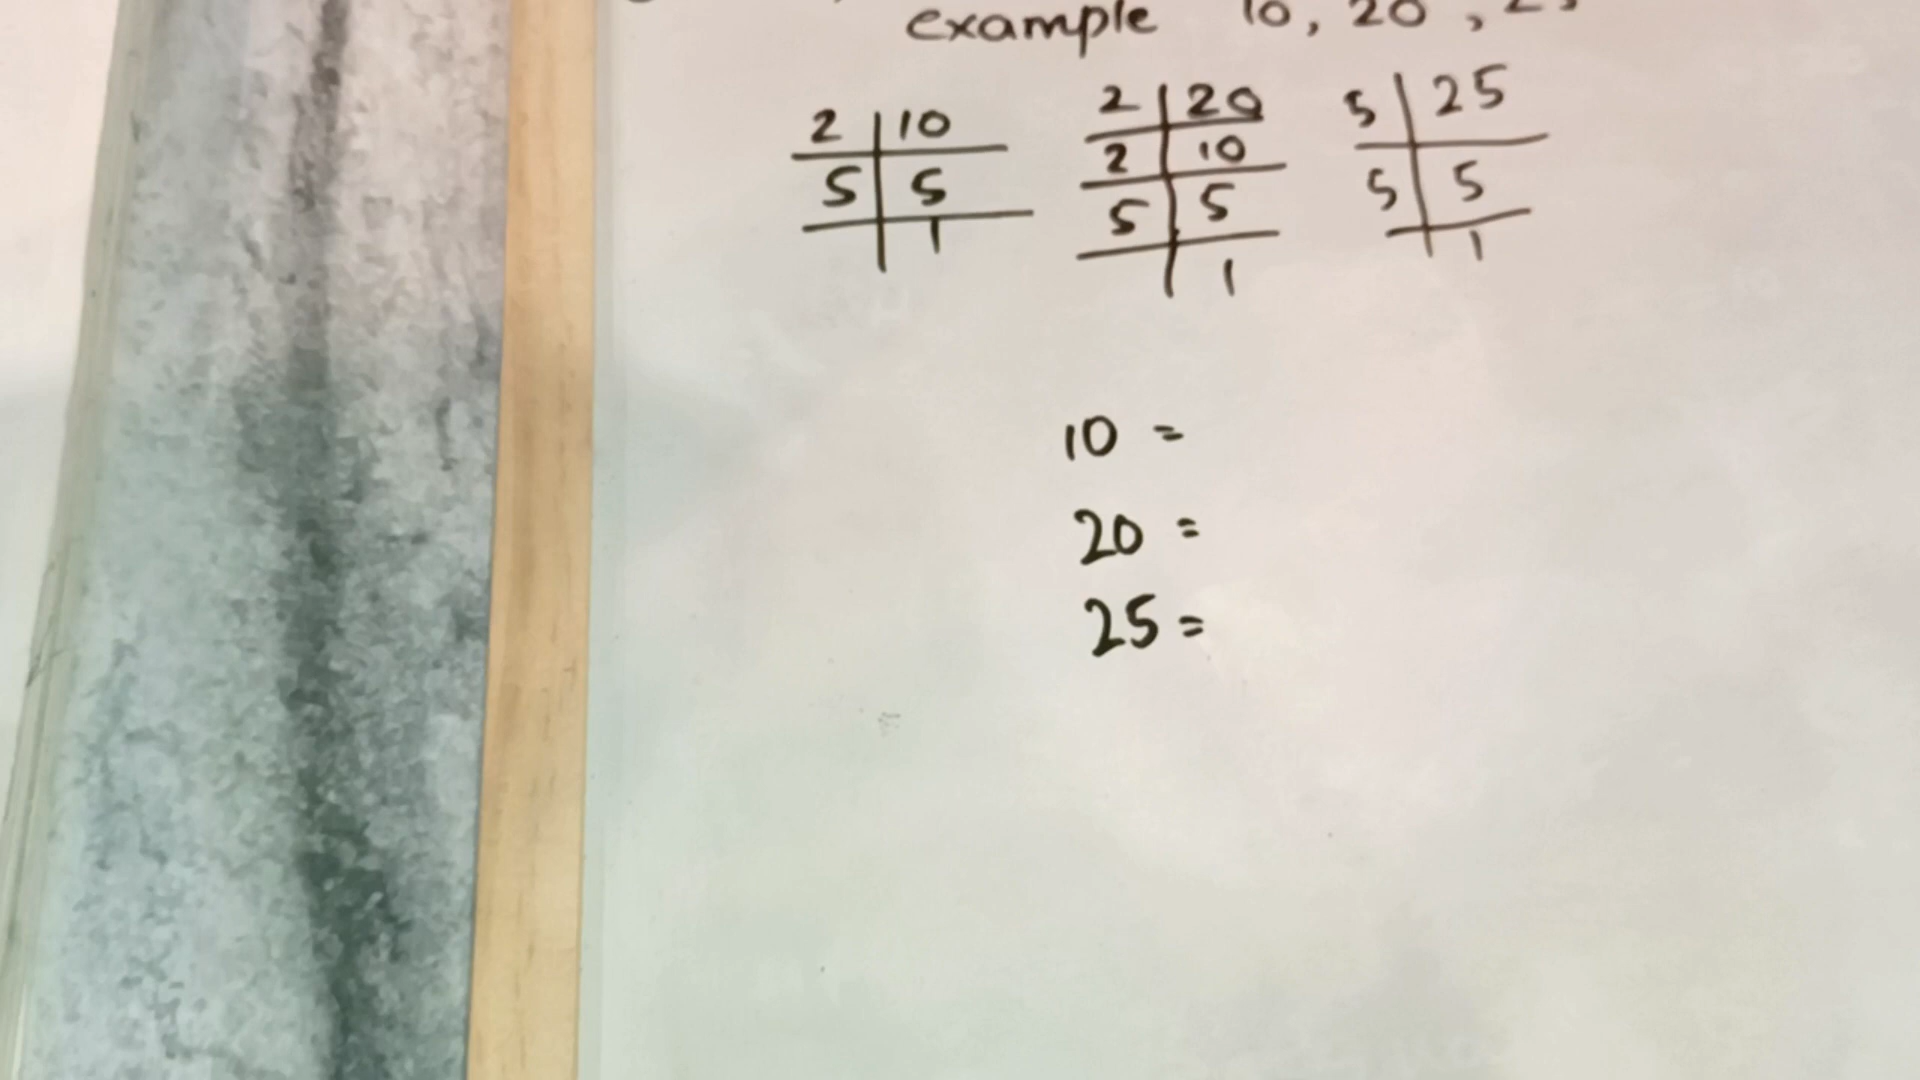 example 10, 20, 25
2 | 10
5 | 5
1
2 | 20
2 | 10
5 | 5
1
5 | 25
5 | 5
1
10 =
20 =
25 =